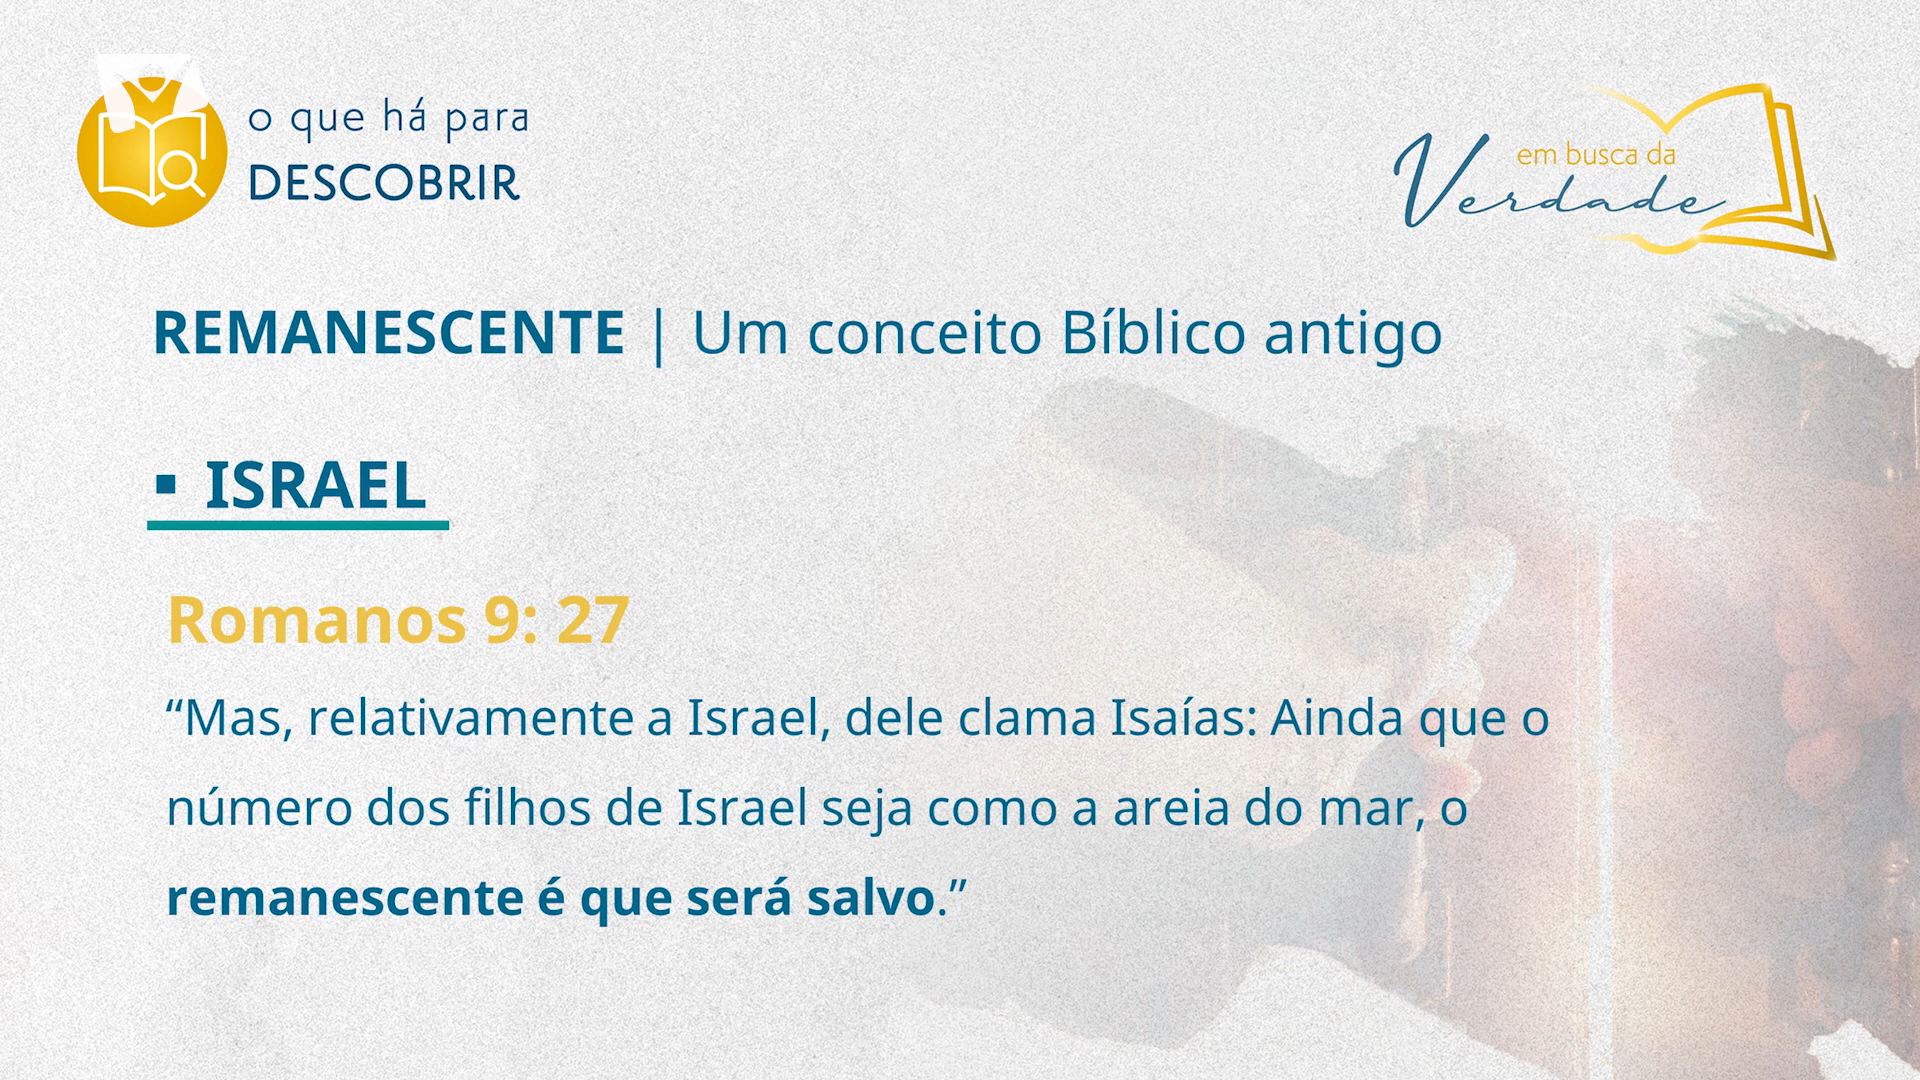 o que há para
DESCOBRIR
em busca da
Verdade
REMANESCENTE | Um conceito Bíblico antigo
▪ ISRAEL
Romanos 9: 27
“Mas, relativamente a Israel, dele clama Isaías: Ainda que o
número dos filhos de Israel seja como a areia do mar, o
remanescente é que será salvo.”